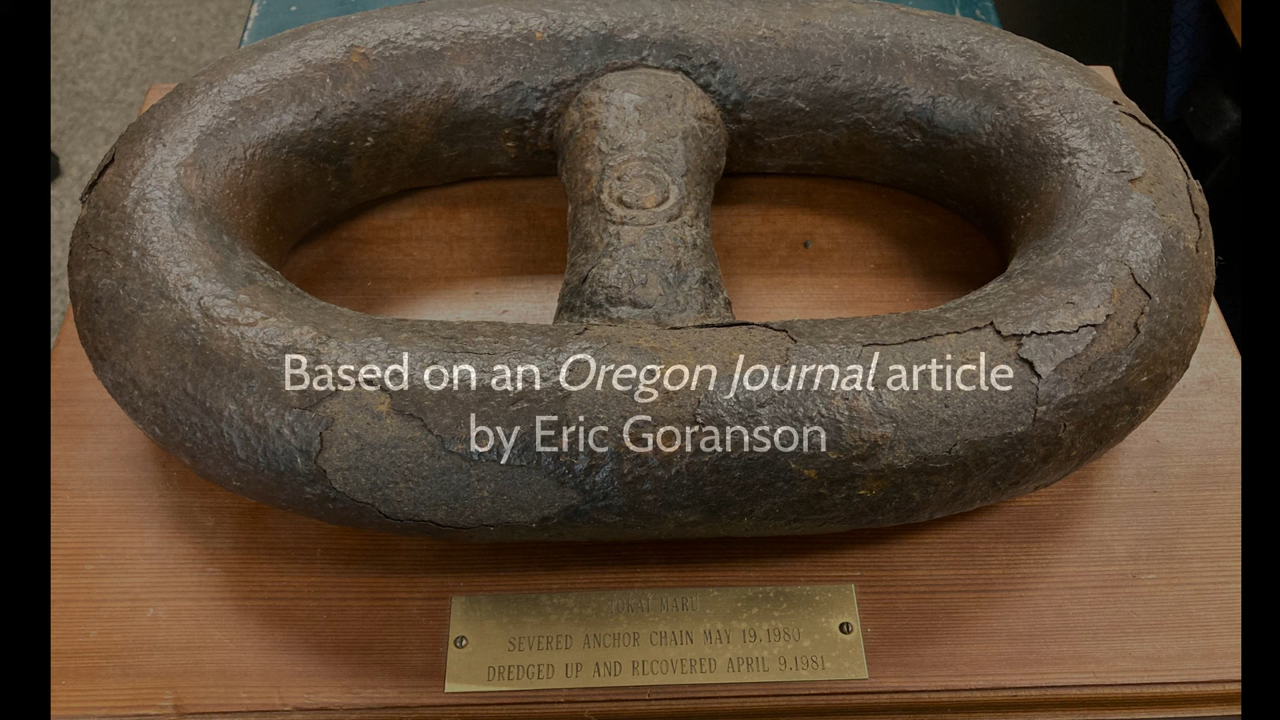 Based on an Oregon Journal article
by Eric Goranson
TOKAI MARU
SEVERED ANCHOR CHAIN MAY 19,1980
DREDGED UP AND RECOVERED APRIL 9.1981